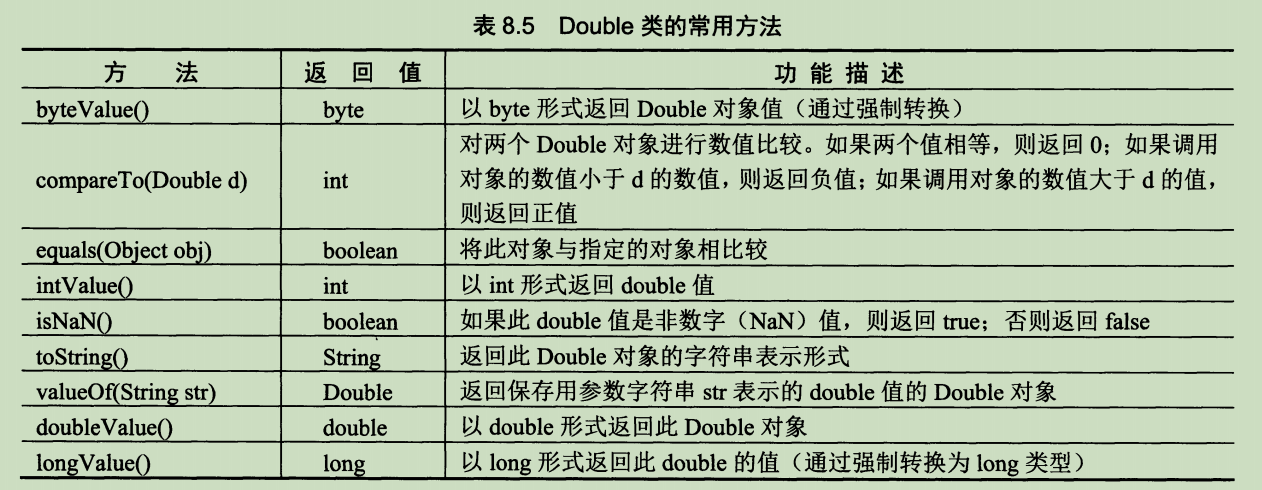 表 8.5 Double 类的常用方法
方 法 返 回 值 功 能 描 述
byteValue() byte 以 byte 形式返回 Double 对象值（通过强制转换）
对两个 Double 对象进行数值比较。如果两个值相等，则返回 0；如果调用
compareTo(Double d) int 对象的数值小于 d 的数值，则返回负值；如果调用对象的数值大于 d 的值，
则返回正值
equals(Object obj) boolean 将此对象与指定的对象相比较
intValue() int 以 int 形式返回 double 值
isNaN() boolean 如果此 double 值是非数字（NaN）值，则返回 true；否则返回 false
toString() String 返回此 Double 对象的字符串表示形式
valueOf(String str) Double 返回保存用参数字符串 str 表示的 double 值的 Double 对象
doubleValue() double 以 double 形式返回此 Double 对象
longValue() long 以 long 形式返回此 double 的值（通过强制转换为 long 类型）